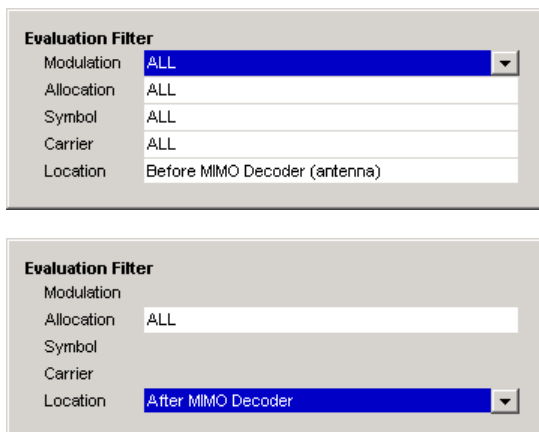 Evaluation Filter
Modulation ALL
Allocation ALL
Symbol ALL
Carrier ALL
Location Before MIMO Decoder (antenna)
Evaluation Filter
Modulation
Allocation ALL
Symbol
Carrier
Location After MIMO Decoder